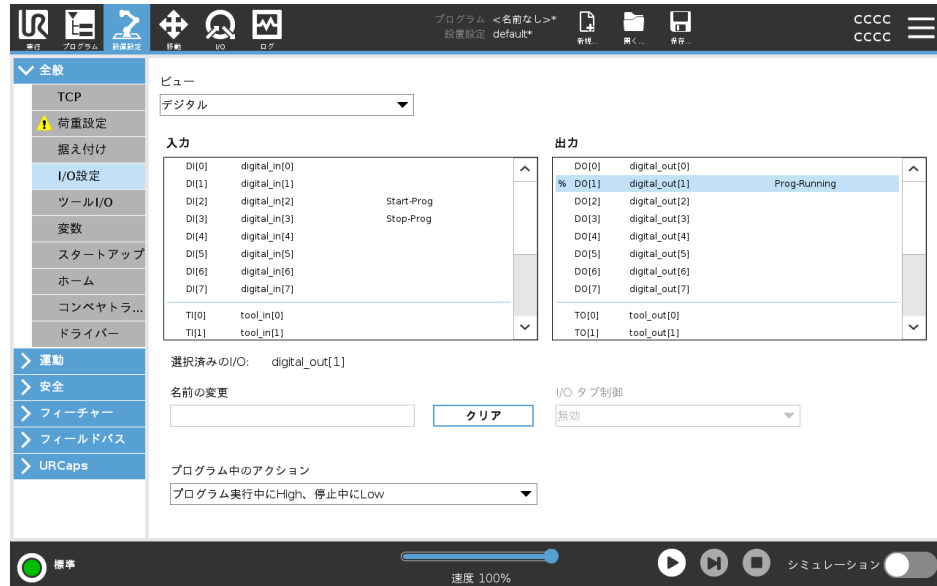 UR
実行
プログラム
設置設定
移動
I/O
ログ
プログラム <名前なし>*
設置設定 default*
新規...
開く...
保存...
CCCC
CCCC
全般
TCP
荷重設定
据え付け
I/O設定
ツールI/O
変数
スタートアップ
ホーム
コンベヤトラ...
ドライバー
運動
安全
フィーチャー
フィールドバス
URCaps
ビュー
デジタル
入力
DI[0] digital_in[0]
DI[1] digital_in[1]
DI[2] digital_in[2] Start-Prog
DI[3] digital_in[3] Stop-Prog
DI[4] digital_in[4]
DI[5] digital_in[5]
DI[6] digital_in[6]
DI[7] digital_in[7]
TI[0] tool_in[0]
TI[1] tool_in[1]
出力
DO[0] digital_out[0]
% DO[1] digital_out[1] Prog-Running
DO[2] digital_out[2]
DO[3] digital_out[3]
DO[4] digital_out[4]
DO[5] digital_out[5]
DO[6] digital_out[6]
DO[7] digital_out[7]
TO[0] tool_out[0]
TO[1] tool_out[1]
選択済みのI/O: digital_out[1]
名前の変更
クリア
I/O タブ制御
無効
プログラム中のアクション
プログラム実行中にHigh、停止中にLow
標準
速度 100%
シミュレーション